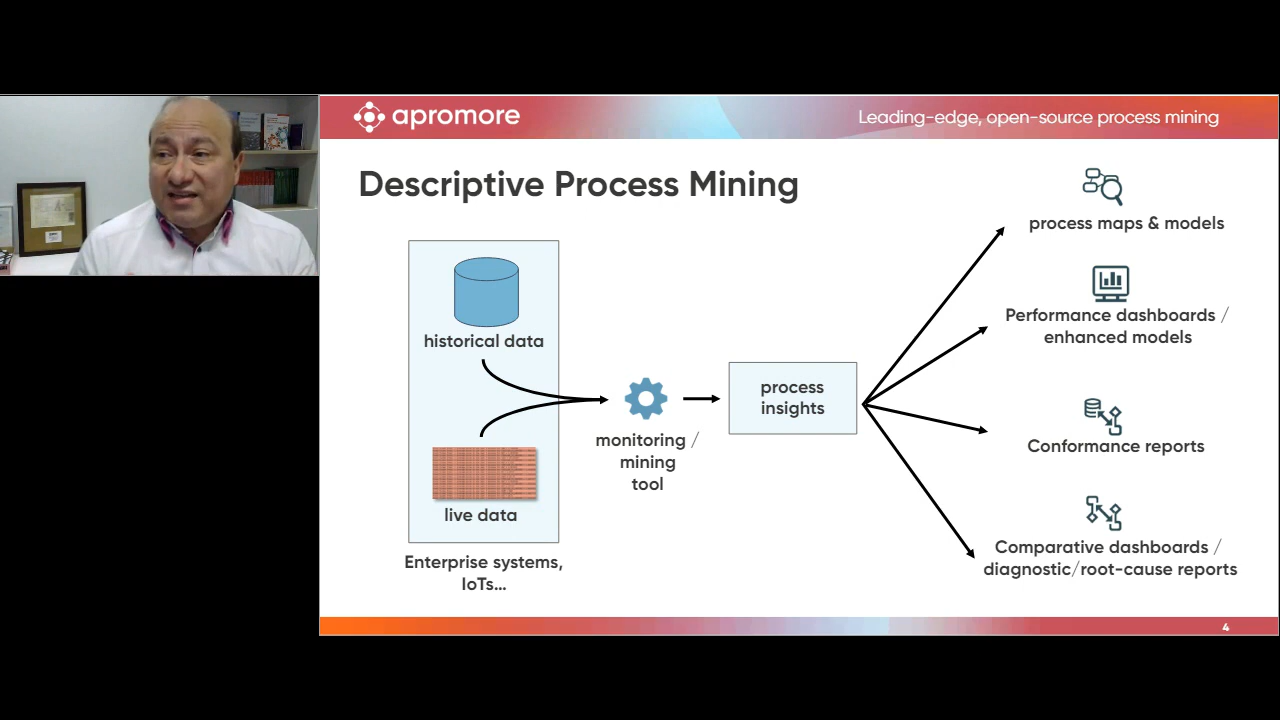 apromore
Leading-edge, open-source process mining
Descriptive Process Mining
historical data
live data
Enterprise systems,
IoTs...
monitoring /
mining
tool
process
insights
process maps & models
Performance dashboards /
enhanced models
Conformance reports
Comparative dashboards /
diagnostic/root-cause reports
4